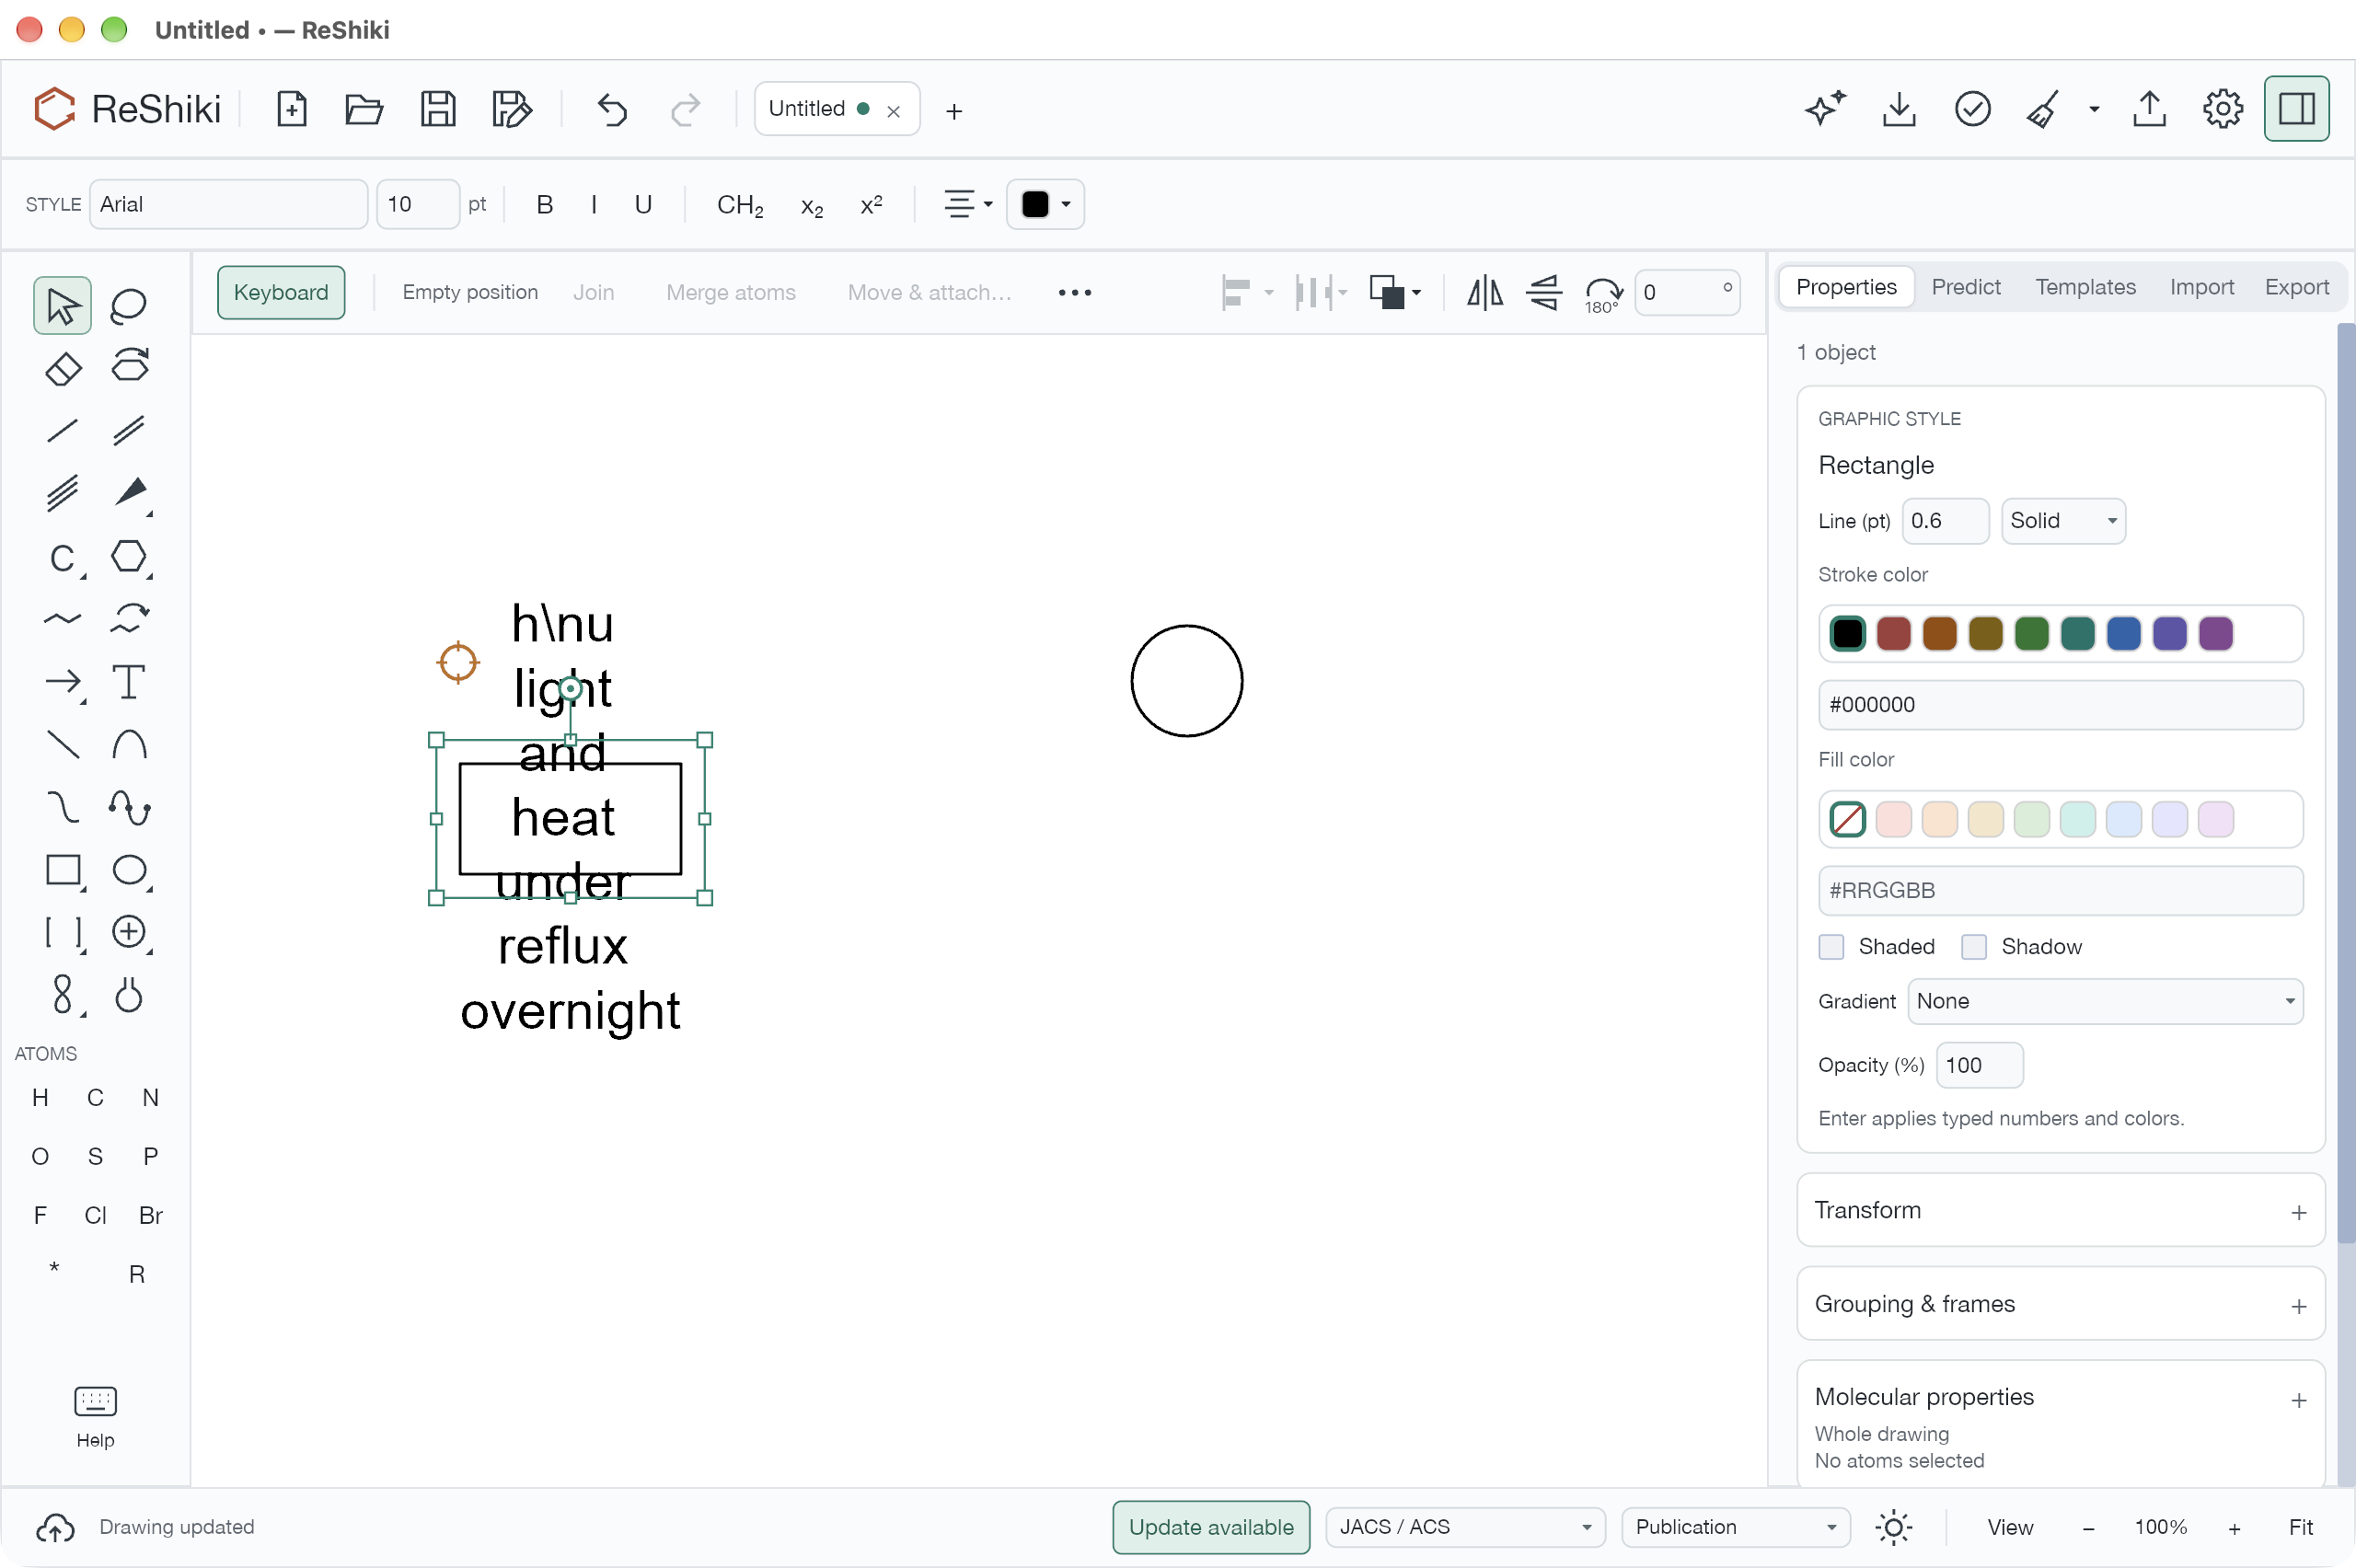 Untitled • — ReShiki
ReShiki
Untitled
STYLE Arial 10 pt B I U CH₂ x₂ x²
Keyboard Empty position Join Merge atoms Move & attach… 180° 0 °
Properties Predict Templates Import Export
1 object
GRAPHIC STYLE
Rectangle
Line (pt) 0.6 Solid
Stroke color
#000000
Fill color
#RRGGBB
Shaded Shadow
Gradient None
Opacity (%) 100
Enter applies typed numbers and colors.
Transform +
Grouping & frames +
Molecular properties +
Whole drawing
No atoms selected
h\nu
light
and
heat
under
reflux
overnight
C
T
ATOMS
H C N
O S P
F Cl Br
* R
Help
Drawing updated
Update available
JACS / ACS
Publication
View – 100% + Fit